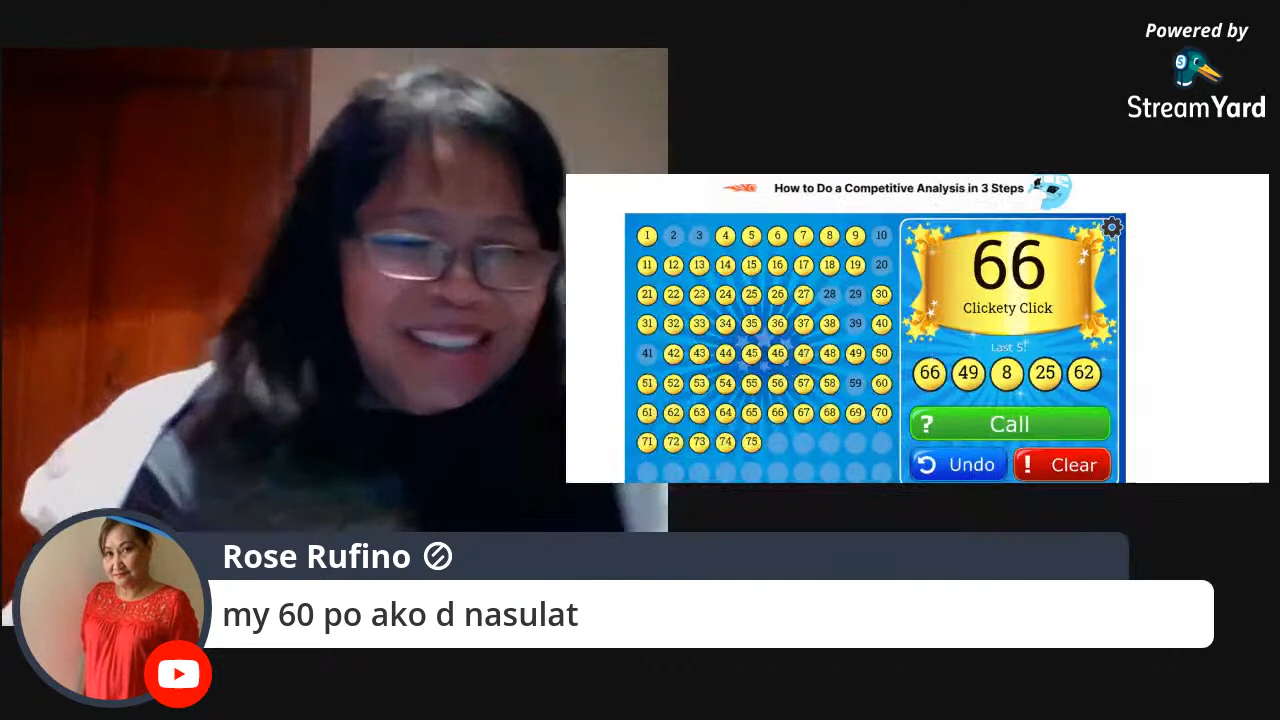 Powered by
StreamYard
How to Do a Competitive Analysis in 3 Steps
1 2 3 4 5 6 7 8 9 10
11 12 13 14 15 16 17 18 19 20
21 22 23 24 25 26 27 28 29 30
31 32 33 34 35 36 37 38 39 40
41 42 43 44 45 46 47 48 49 50
51 52 53 54 55 56 57 58 59 60
61 62 63 64 65 66 67 68 69 70
71 72 73 74 75
66
Clickety Click
Last 5:
66 49 8 25 62
? Call
Undo
! Clear
Rose Rufino
my 60 po ako d nasulat